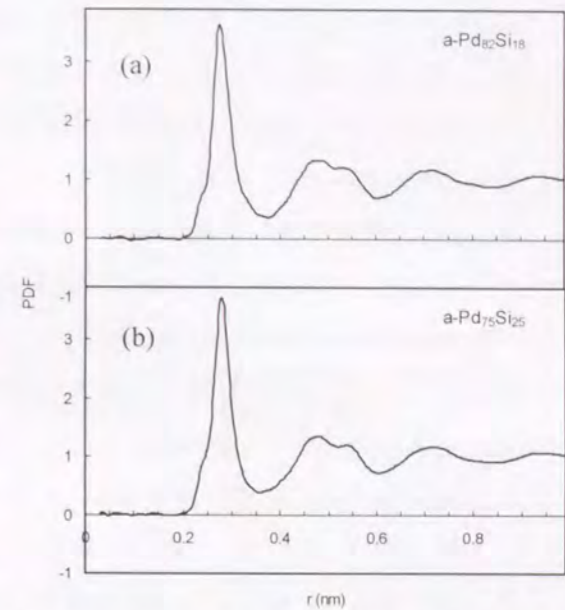 a-Pd₈₂Si₁₈
(a)
3
2
1
0
-1
PDF
a-Pd₇₅Si₂₅
(b)
3
2
1
0
-1
0 0.2 0.4 0.6 0.8
r (nm)